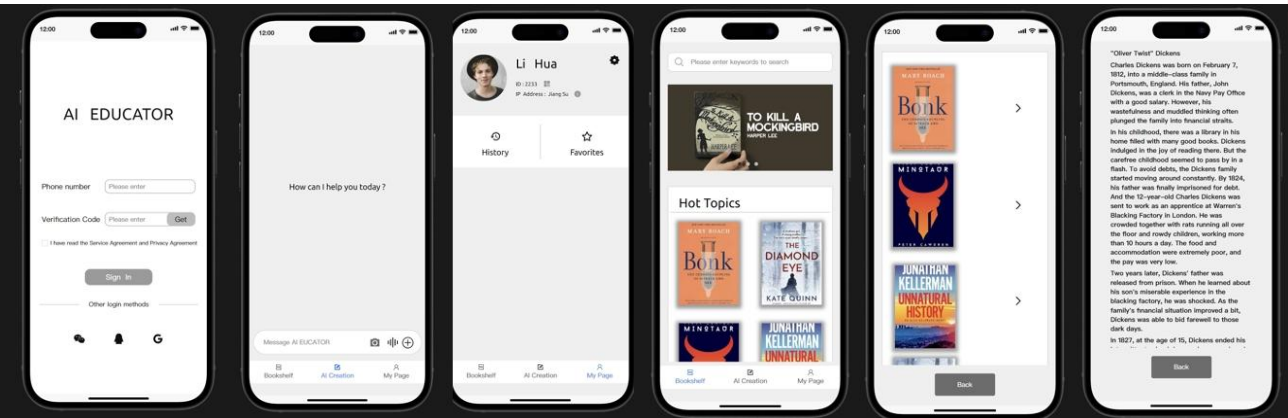 12:00
AI EDUCATOR
Phone number
Please enter
Verification Code
Please enter
Get
I have read the Service Agreement and Privacy Agreement
Sign In
Other login methods
G
12:00
How can I help you today ?
Message AI EUCATOR
Bookshelf
AI Creation
My Page
12:00
Li Hua
ID:2233
IP Address: Jiang Su
History
Favorites
Bookshelf
AI Creation
My Page
12:00
Please enter keywords to search
TO KILL A
MOCKINGBIRD
HARPER LEE
Hot Topics
MARY ROACH
Bonk
THE
DIAMOND
EYE
KATE QUINN
MINOTAUR
JONATHAN
KELLERMAN
UNNATURAL
Bookshelf
AI Creation
My Page
12:00
MARY ROACH
Bonk
MINOTAUR
PETER CAMERON
JONATHAN
KELLERMAN
UNNATURAL
HISTORY
Back
12:00
"Oliver Twist" Dickens
Charles Dickens was born on February 7,
1812, into a middle-class family in
Portsmouth, England. His father, John
Dickens, was a clerk in the Navy Pay Office
with a good salary. However, his
wastefulness and muddled thinking often
plunged the family into financial straits.
In his childhood, there was a library in his
home filled with many good books. Dickens
indulged in the joy of reading there. But the
carefree childhood seemed to pass by in a
flash. To avoid debts, the Dickens family
started moving around constantly. By 1824,
his father was finally imprisoned for debt.
And the 12-year-old Charles Dickens was
sent to work as an apprentice at Warren's
Blacking Factory in London. He was
crowded together with rats running all over
the floor and rowdy children, working more
than 10 hours a day. The food and
accommodation were extremely poor, and
the pay was very low.
Two years later, Dickens' father was
released from prison. When he learned about
his son's miserable experience in the
blacking factory, he was shocked. As the
family's financial situation improved a bit,
Dickens was able to bid farewell to those
dark days.
In 1827, at the age of 15, Dickens ended his
Back